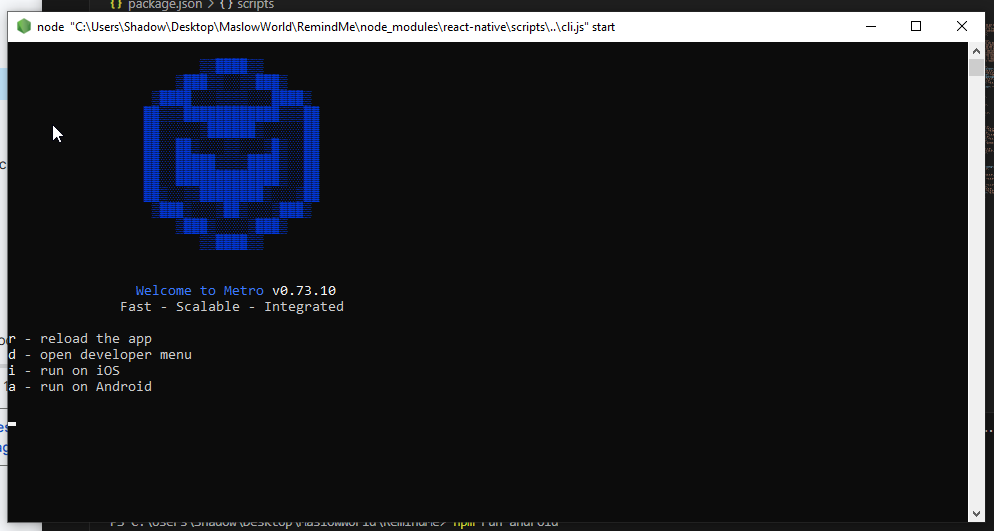 {} package.json > {} scripts
node "C:\Users\Shadow\Desktop\MaslowWorld\RemindMe\node_modules\react-native\scripts\..\cli.js" start
Welcome to Metro v0.73.10
Fast - Scalable - Integrated
r - reload the app
d - open developer menu
i - run on iOS
a - run on Android
PS C:\Users\Shadow\Desktop\MaslowWorld\RemindMe> npm run android